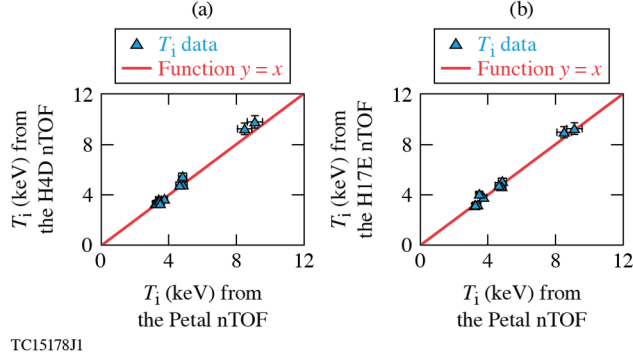 (a)
Ti data
Function y = x
Ti (keV) from
the H4D nTOF
12
8
4
0
0
4
8
12
Ti (keV) from
the Petal nTOF
(b)
Ti data
Function y = x
Ti (keV) from
the H17E nTOF
12
8
4
0
0
4
8
12
Ti (keV) from
the Petal nTOF
TC15178J1